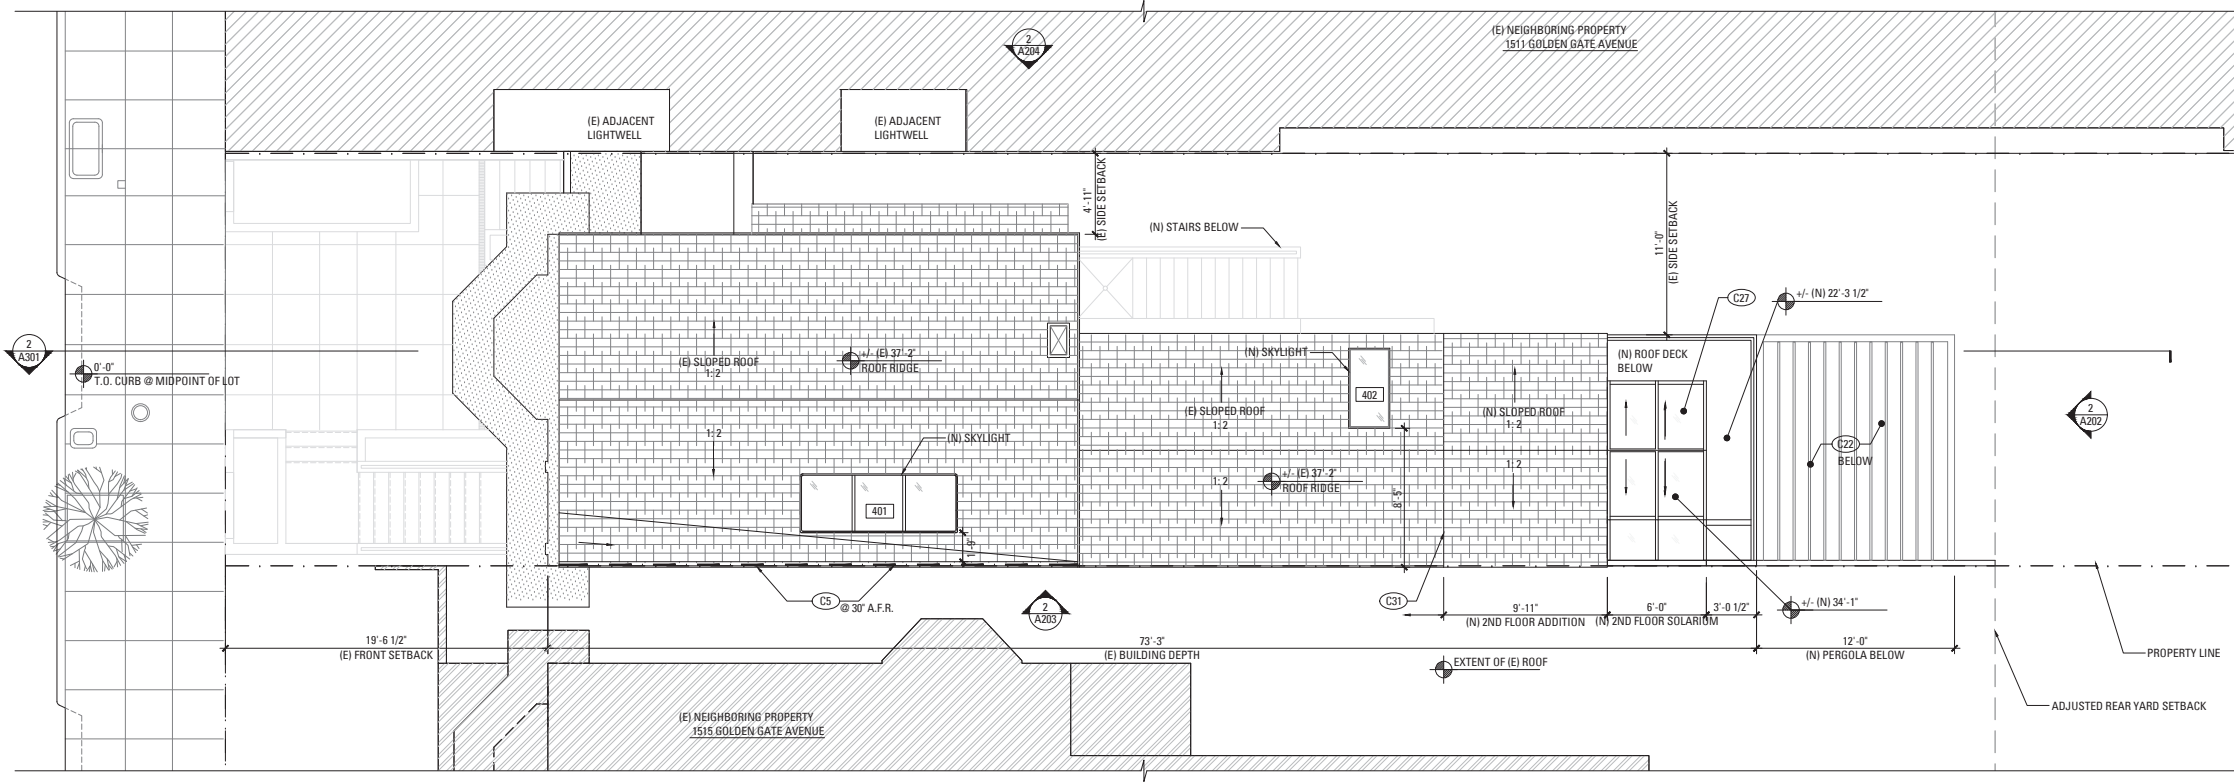 2
A204
(E) NEIGHBORING PROPERTY
1511 GOLDEN GATE AVENUE
(E) ADJACENT
LIGHTWELL
(E) ADJACENT
LIGHTWELL
4'-11"
(E) SIDE SETBACK
11'-0"
(E) SIDE SETBACK
(N) STAIRS BELOW
C27
+/- (N) 22'-3 1/2"
2
A301
0'-0"
T.O. CURB @ MIDPOINT OF LOT
(E) SLOPED ROOF
1: 2
+/- (E) 37'-2"
ROOF RIDGE
(N) SKYLIGHT
402
(N) ROOF DECK
BELOW
(E) SLOPED ROOF
1: 2
(N) SLOPED ROOF
1: 2
2
A202
1: 2
(N) SKYLIGHT
C22
BELOW
1: 2
+/- (E) 37'-2"
ROOF RIDGE
1: 2
8'-5"
401
1'-9"
C5
@ 30" A.F.R.
2
A203
C31
9'-11"
(N) 2ND FLOOR ADDITION
6'-0"
(N) 2ND FLOOR SOLARIUM
3'-0 1/2"
+/- (N) 34'-1"
19'-6 1/2"
(E) FRONT SETBACK
73'-3"
(E) BUILDING DEPTH
12'-0"
(N) PERGOLA BELOW
EXTENT OF (E) ROOF
PROPERTY LINE
ADJUSTED REAR YARD SETBACK
(E) NEIGHBORING PROPERTY
1515 GOLDEN GATE AVENUE